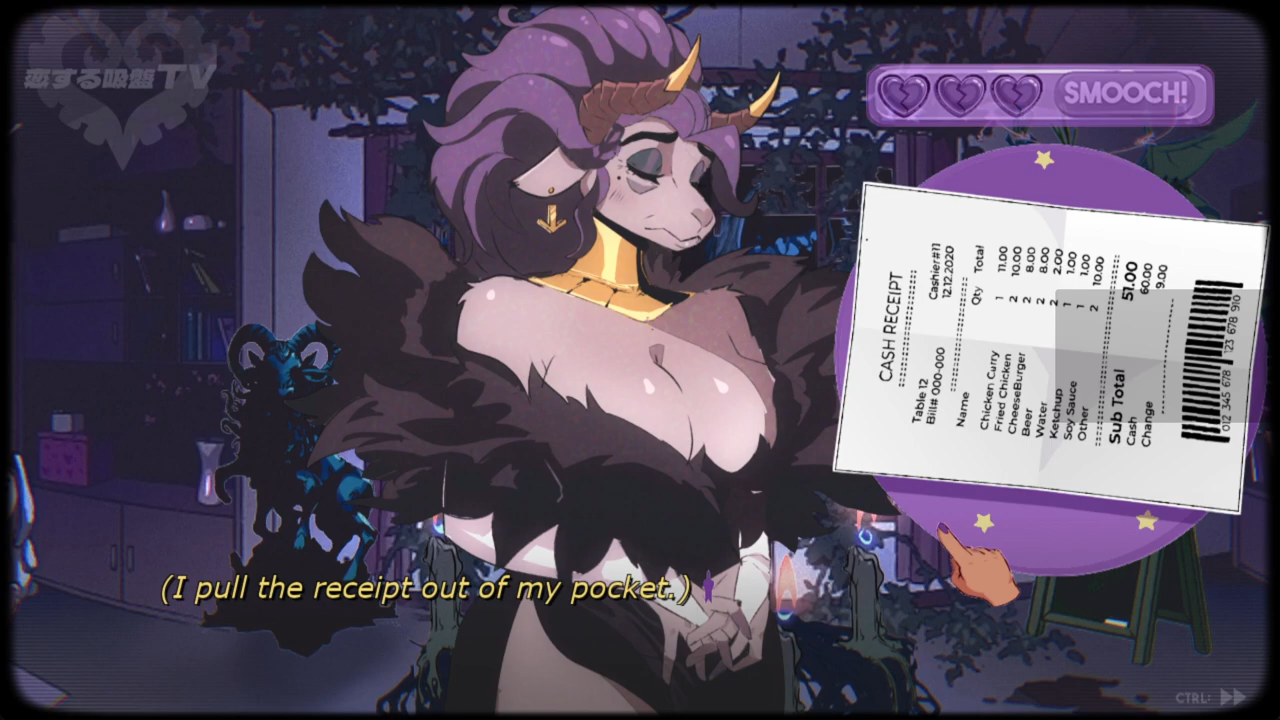 恋する吸盤TV
SMOOCH!
CASH RECEIPT
Table 12 Cashier#11
Bill# 000-000 12.12.2020
Name Qty Total
Chicken Curry 1 11.00
Fried Chicken 2 10.00
CheeseBurger 2 8.00
Beer 2 8.00
Water 2 2.00
Ketchup 1 1.00
Soy Sauce 1 1.00
Other 2 10.00
Sub Total 51.00
Cash 60.00
Change 9.00
012 345 678 123 678 910
(I pull the receipt out of my pocket.)
CTRL: